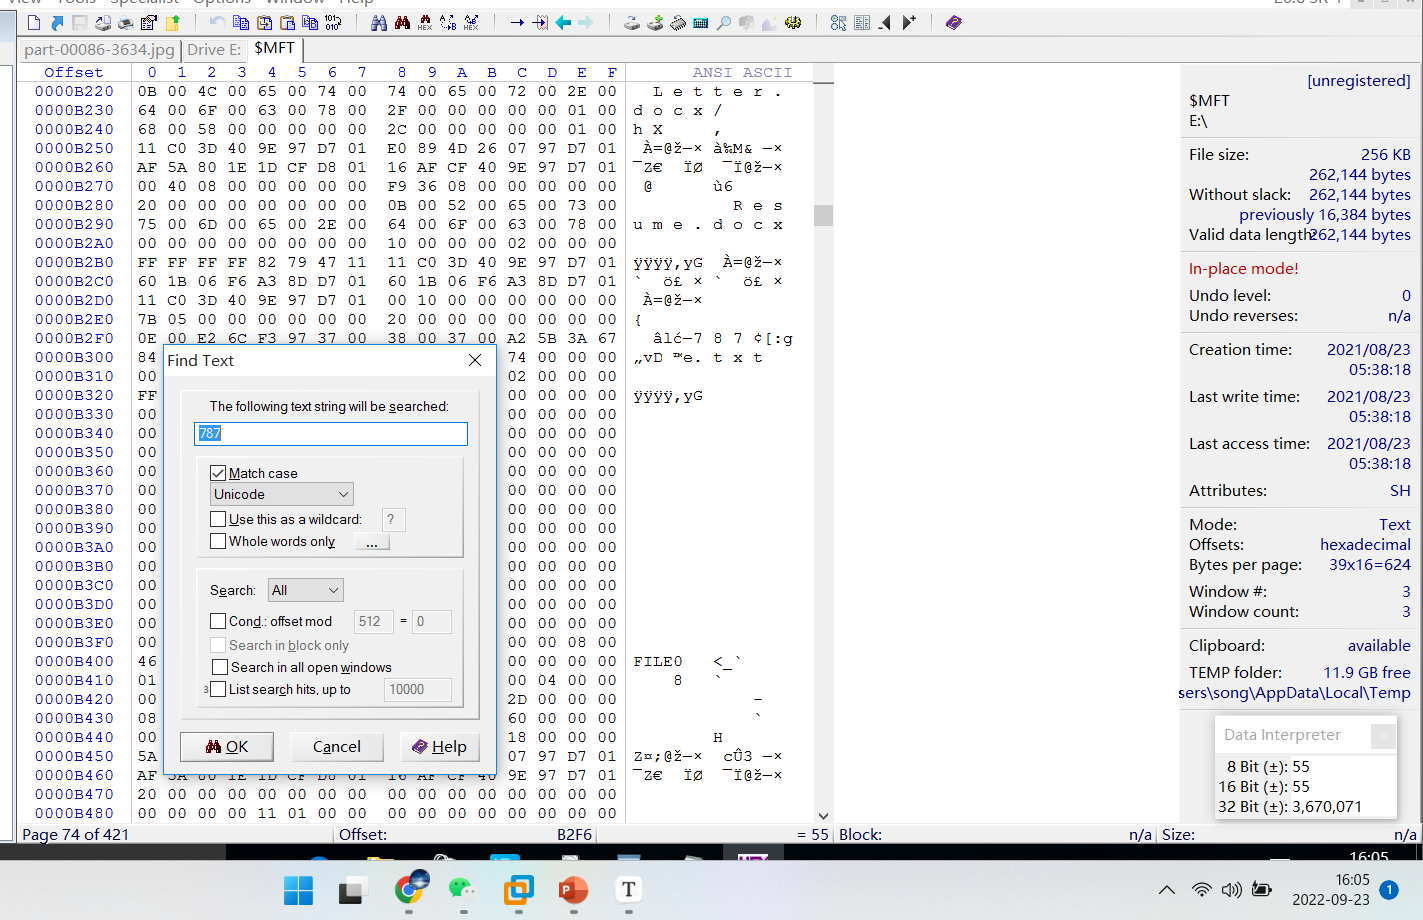 View Tools Specialist Options Window Help
20.0 SR-1
part-00086-3634.jpg Drive E: $MFT
Offset 0 1 2 3 4 5 6 7 8 9 A B C D E F ANSI ASCII
0000B220 0B 00 4C 00 65 00 74 00 74 00 65 00 72 00 2E 00 L e t t e r .
0000B230 64 00 6F 00 63 00 78 00 2F 00 00 00 00 00 01 00 d o c x /
0000B240 68 00 58 00 00 00 00 00 2C 00 00 00 00 00 01 00 h X ,
0000B250 11 C0 3D 40 9E 97 D7 01 E0 89 4D 26 07 97 D7 01 À=@ž—× à‰M& —×
0000B260 AF 5A 80 1E 1D CF D8 01 16 AF CF 40 9E 97 D7 01 ¯Z€ ÏØ ¯Ï@ž—×
0000B270 00 40 08 00 00 00 00 00 F9 36 08 00 00 00 00 00 @ ù6
0000B280 20 00 00 00 00 00 00 00 0B 00 52 00 65 00 73 00 R e s
0000B290 75 00 6D 00 65 00 2E 00 64 00 6F 00 63 00 78 00 u m e . d o c x
0000B2A0 00 00 00 00 00 00 00 00 10 00 00 00 02 00 00 00
0000B2B0 FF FF FF FF 82 79 47 11 11 C0 3D 40 9E 97 D7 01 ÿÿÿÿ‚yG À=@ž—×
0000B2C0 60 1B 06 F6 A3 8D D7 01 60 1B 06 F6 A3 8D D7 01 ` ö£ × ` ö£ ×
0000B2D0 11 C0 3D 40 9E 97 D7 01 00 10 00 00 00 00 00 00 À=@ž—×
0000B2E0 7B 05 00 00 00 00 00 00 20 00 00 00 00 00 00 00 {
0000B2F0 0E 00 E2 6C F3 97 37 00 38 00 37 00 A2 5B 3A 67 âló—7 8 7 ¢[:g
0000B300 84 74 00 00 00 „vD ™e. t x t
0000B310 00 02 00 00 00
0000B320 FF 00 00 00 00 ÿÿÿÿ‚yG
0000B330 00 00 00 00 00
0000B340 00 00 00 00 00
0000B350 00 00 00 00 00
0000B360 00 00 00 00 00
0000B370 00 00 00 00 00
0000B380 00 00 00 00 00
0000B390 00 00 00 00 00
0000B3A0 00 00 00 00 00
0000B3B0 00 00 00 00 00
0000B3C0 00 00 00 00 00
0000B3D0 00 00 00 00 00
0000B3E0 00 00 00 00 00
0000B3F0 00 00 00 08 00
0000B400 46 00 00 00 00 FILE0 <_`
0000B410 01 00 00 04 00 8 `
0000B420 00 2D 00 00 00 -
0000B430 08 60 00 00 00 `
0000B440 00 18 00 00 00 H
0000B450 5A 07 97 D7 01 Z¤;@ž—× cÛ3 —×
0000B460 AF 5A 80 1E 1D CF D8 01 16 AF CF 40 9E 97 D7 01 ¯Z€ ÏØ ¯Ï@ž—×
0000B470 20 00 00 00 00 00 00 00 00 00 00 00 00 00 00 00
0000B480 00 00 00 00 11 01 00 00 00 00 00 00 00 00 00 00
Find Text
The following text string will be searched:
787
Match case
Unicode
Use this as a wildcard: ?
Whole words only ...
Search: All
Cond.: offset mod 512 = 0
Search in block only
Search in all open windows
3 List search hits, up to 10000
OK Cancel Help
[unregistered]
$MFT
E:\
File size: 256 KB
262,144 bytes
Without slack: 262,144 bytes
previously 16,384 bytes
Valid data length: 262,144 bytes
In-place mode!
Undo level: 0
Undo reverses: n/a
Creation time: 2021/08/23
05:38:18
Last write time: 2021/08/23
05:38:18
Last access time: 2021/08/23
05:38:18
Attributes: SH
Mode: Text
Offsets: hexadecimal
Bytes per page: 39x16=624
Window #: 3
Window count: 3
Clipboard: available
TEMP folder: 11.9 GB free
sers\song\AppData\Local\Temp
Data Interpreter
8 Bit (±): 55
16 Bit (±): 55
32 Bit (±): 3,670,071
Page 74 of 421 Offset: B2F6 = 55 Block: n/a Size: n/a
16:05
16:05
2022-09-23
1